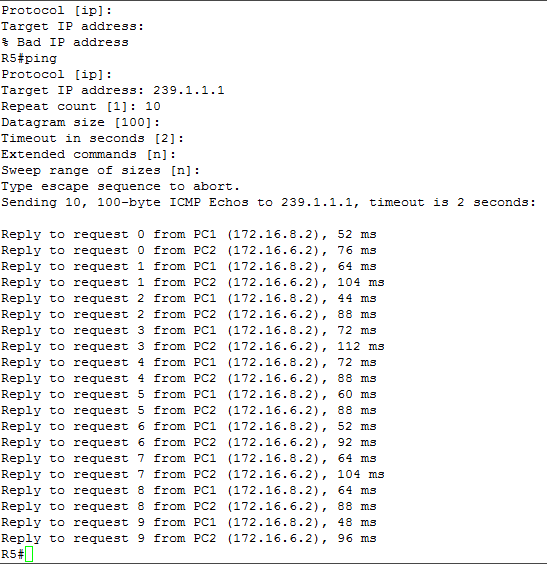 Protocol [ip]:
Target IP address:
% Bad IP address
R5#ping
Protocol [ip]:
Target IP address: 239.1.1.1
Repeat count [1]: 10
Datagram size [100]:
Timeout in seconds [2]:
Extended commands [n]:
Sweep range of sizes [n]:
Type escape sequence to abort.
Sending 10, 100-byte ICMP Echos to 239.1.1.1, timeout is 2 seconds:

Reply to request 0 from PC1 (172.16.8.2), 52 ms
Reply to request 0 from PC2 (172.16.6.2), 76 ms
Reply to request 1 from PC1 (172.16.8.2), 64 ms
Reply to request 1 from PC2 (172.16.6.2), 104 ms
Reply to request 2 from PC1 (172.16.8.2), 44 ms
Reply to request 2 from PC2 (172.16.6.2), 88 ms
Reply to request 3 from PC1 (172.16.8.2), 72 ms
Reply to request 3 from PC2 (172.16.6.2), 112 ms
Reply to request 4 from PC1 (172.16.8.2), 72 ms
Reply to request 4 from PC2 (172.16.6.2), 88 ms
Reply to request 5 from PC1 (172.16.8.2), 60 ms
Reply to request 5 from PC2 (172.16.6.2), 88 ms
Reply to request 6 from PC1 (172.16.8.2), 52 ms
Reply to request 6 from PC2 (172.16.6.2), 92 ms
Reply to request 7 from PC1 (172.16.8.2), 64 ms
Reply to request 7 from PC2 (172.16.6.2), 104 ms
Reply to request 8 from PC1 (172.16.8.2), 64 ms
Reply to request 8 from PC2 (172.16.6.2), 88 ms
Reply to request 9 from PC1 (172.16.8.2), 48 ms
Reply to request 9 from PC2 (172.16.6.2), 96 ms
R5#